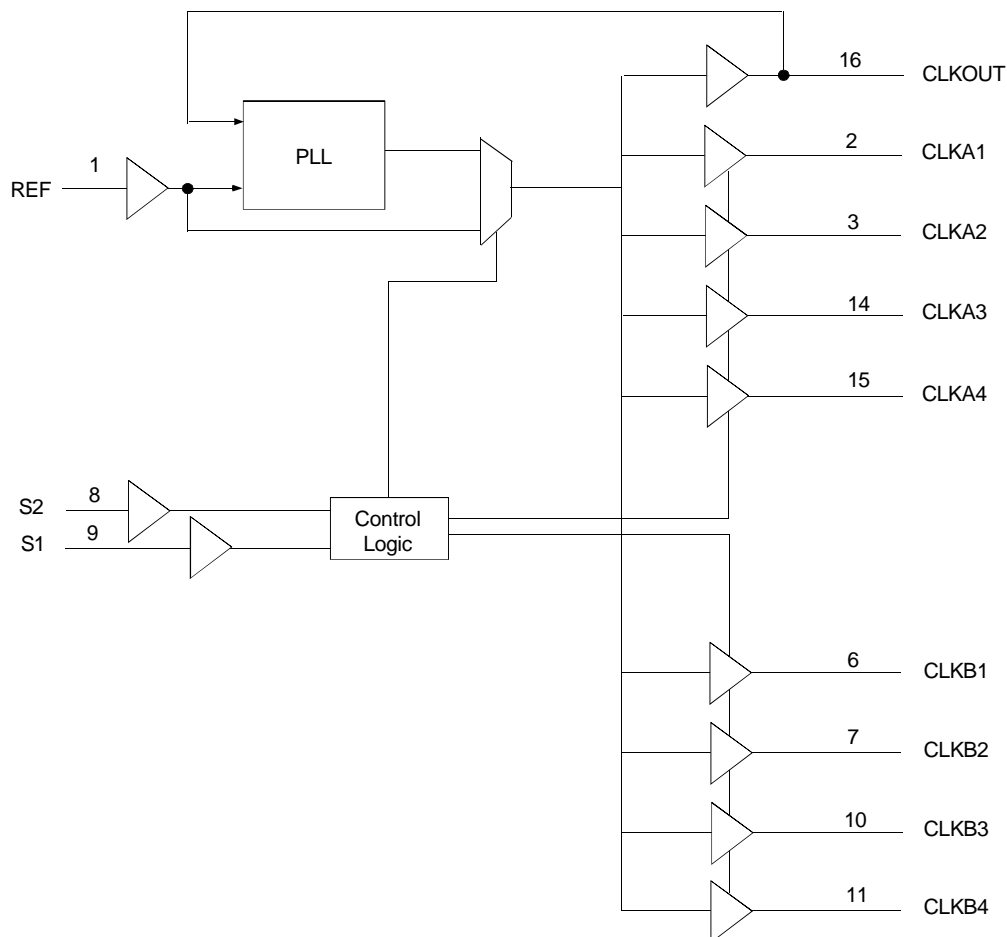 16 CLKOUT
PLL
1
REF
2 CLKA1
3 CLKA2
14 CLKA3
15 CLKA4
S2 8
S1 9
Control
Logic
6 CLKB1
7 CLKB2
10 CLKB3
11 CLKB4